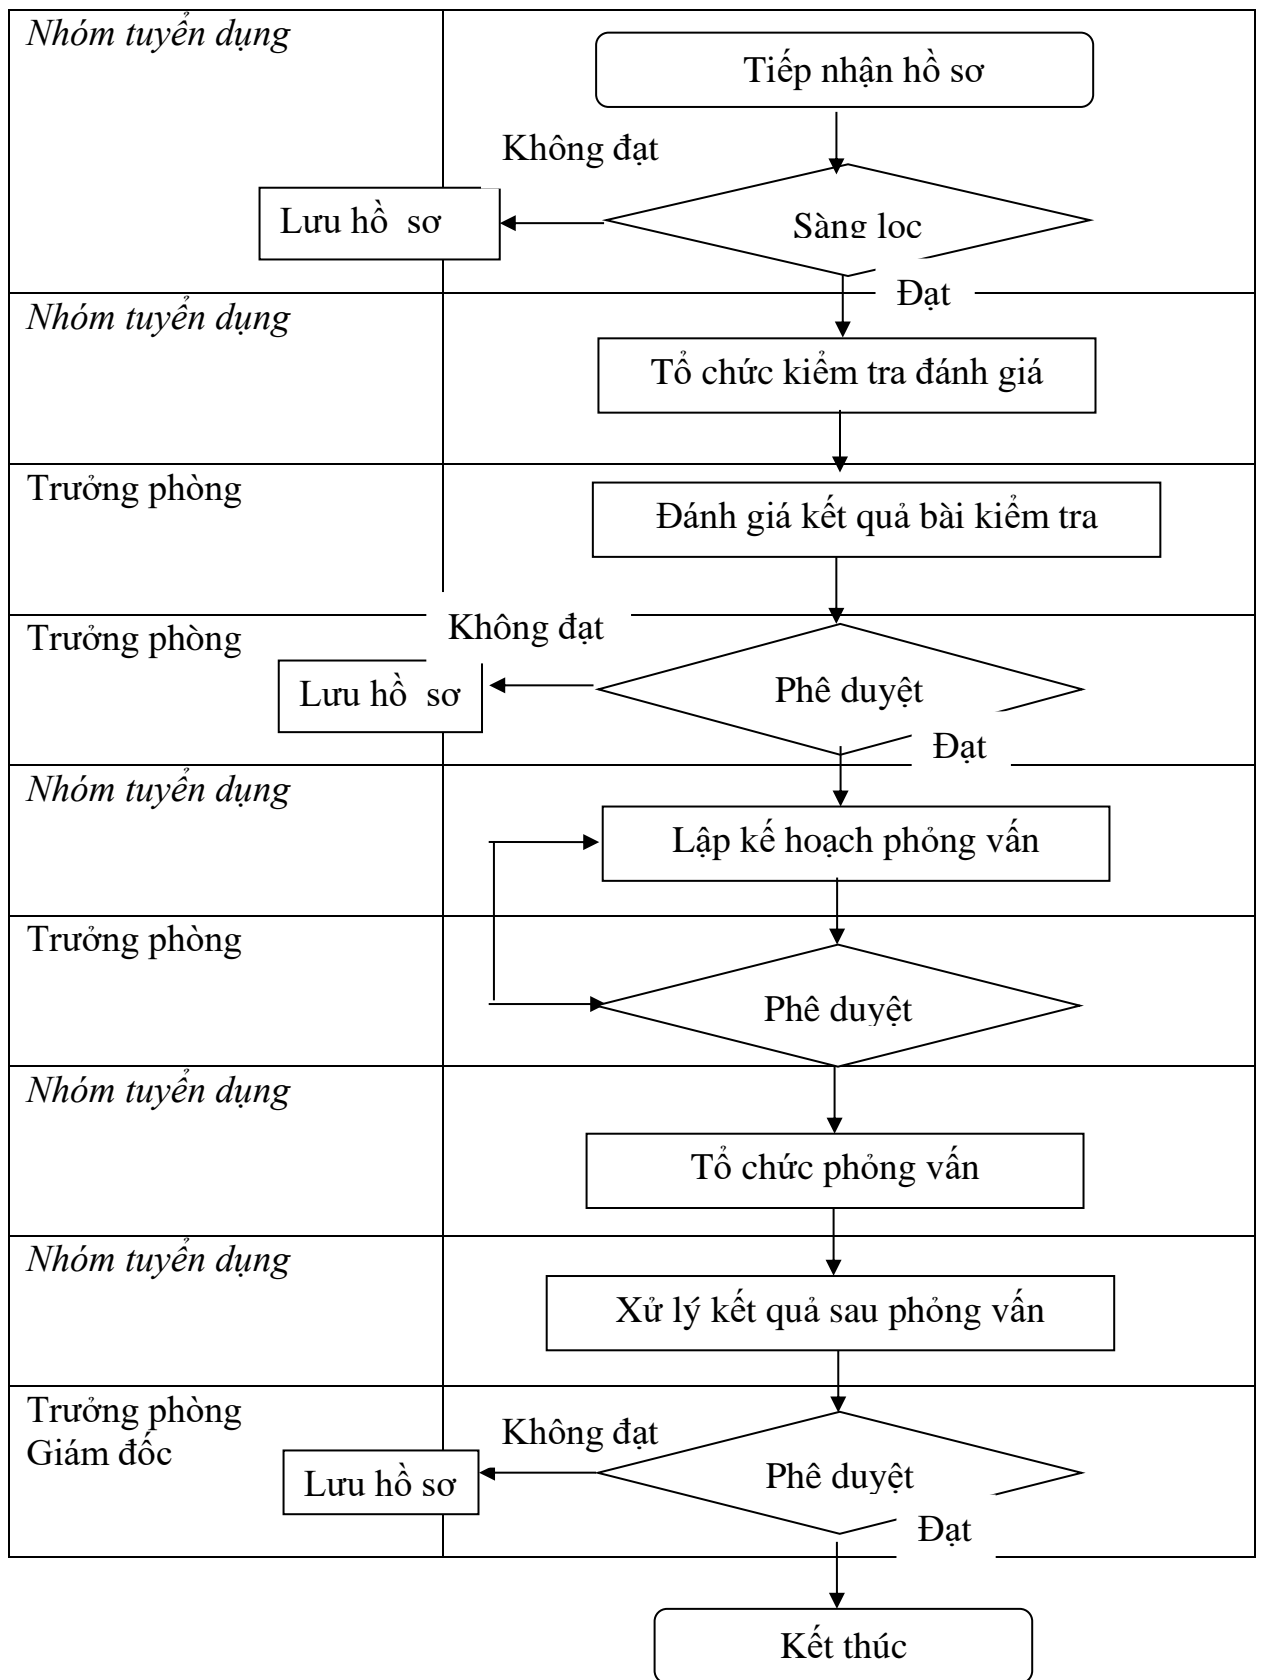 Nhóm tuyển dụng
Tiếp nhận hồ sơ
Không đạt
Lưu hồ sơ
Sàng lọc
Đạt
Nhóm tuyển dụng
Tổ chức kiểm tra đánh giá
Trưởng phòng
Đánh giá kết quả bài kiểm tra
Trưởng phòng
Không đạt
Lưu hồ sơ
Phê duyệt
Đạt
Nhóm tuyển dụng
Lập kế hoạch phỏng vấn
Trưởng phòng
Phê duyệt
Nhóm tuyển dụng
Tổ chức phỏng vấn
Nhóm tuyển dụng
Xử lý kết quả sau phỏng vấn
Trưởng phòng
Giám đốc
Không đạt
Lưu hồ sơ
Phê duyệt
Đạt
Kết thúc